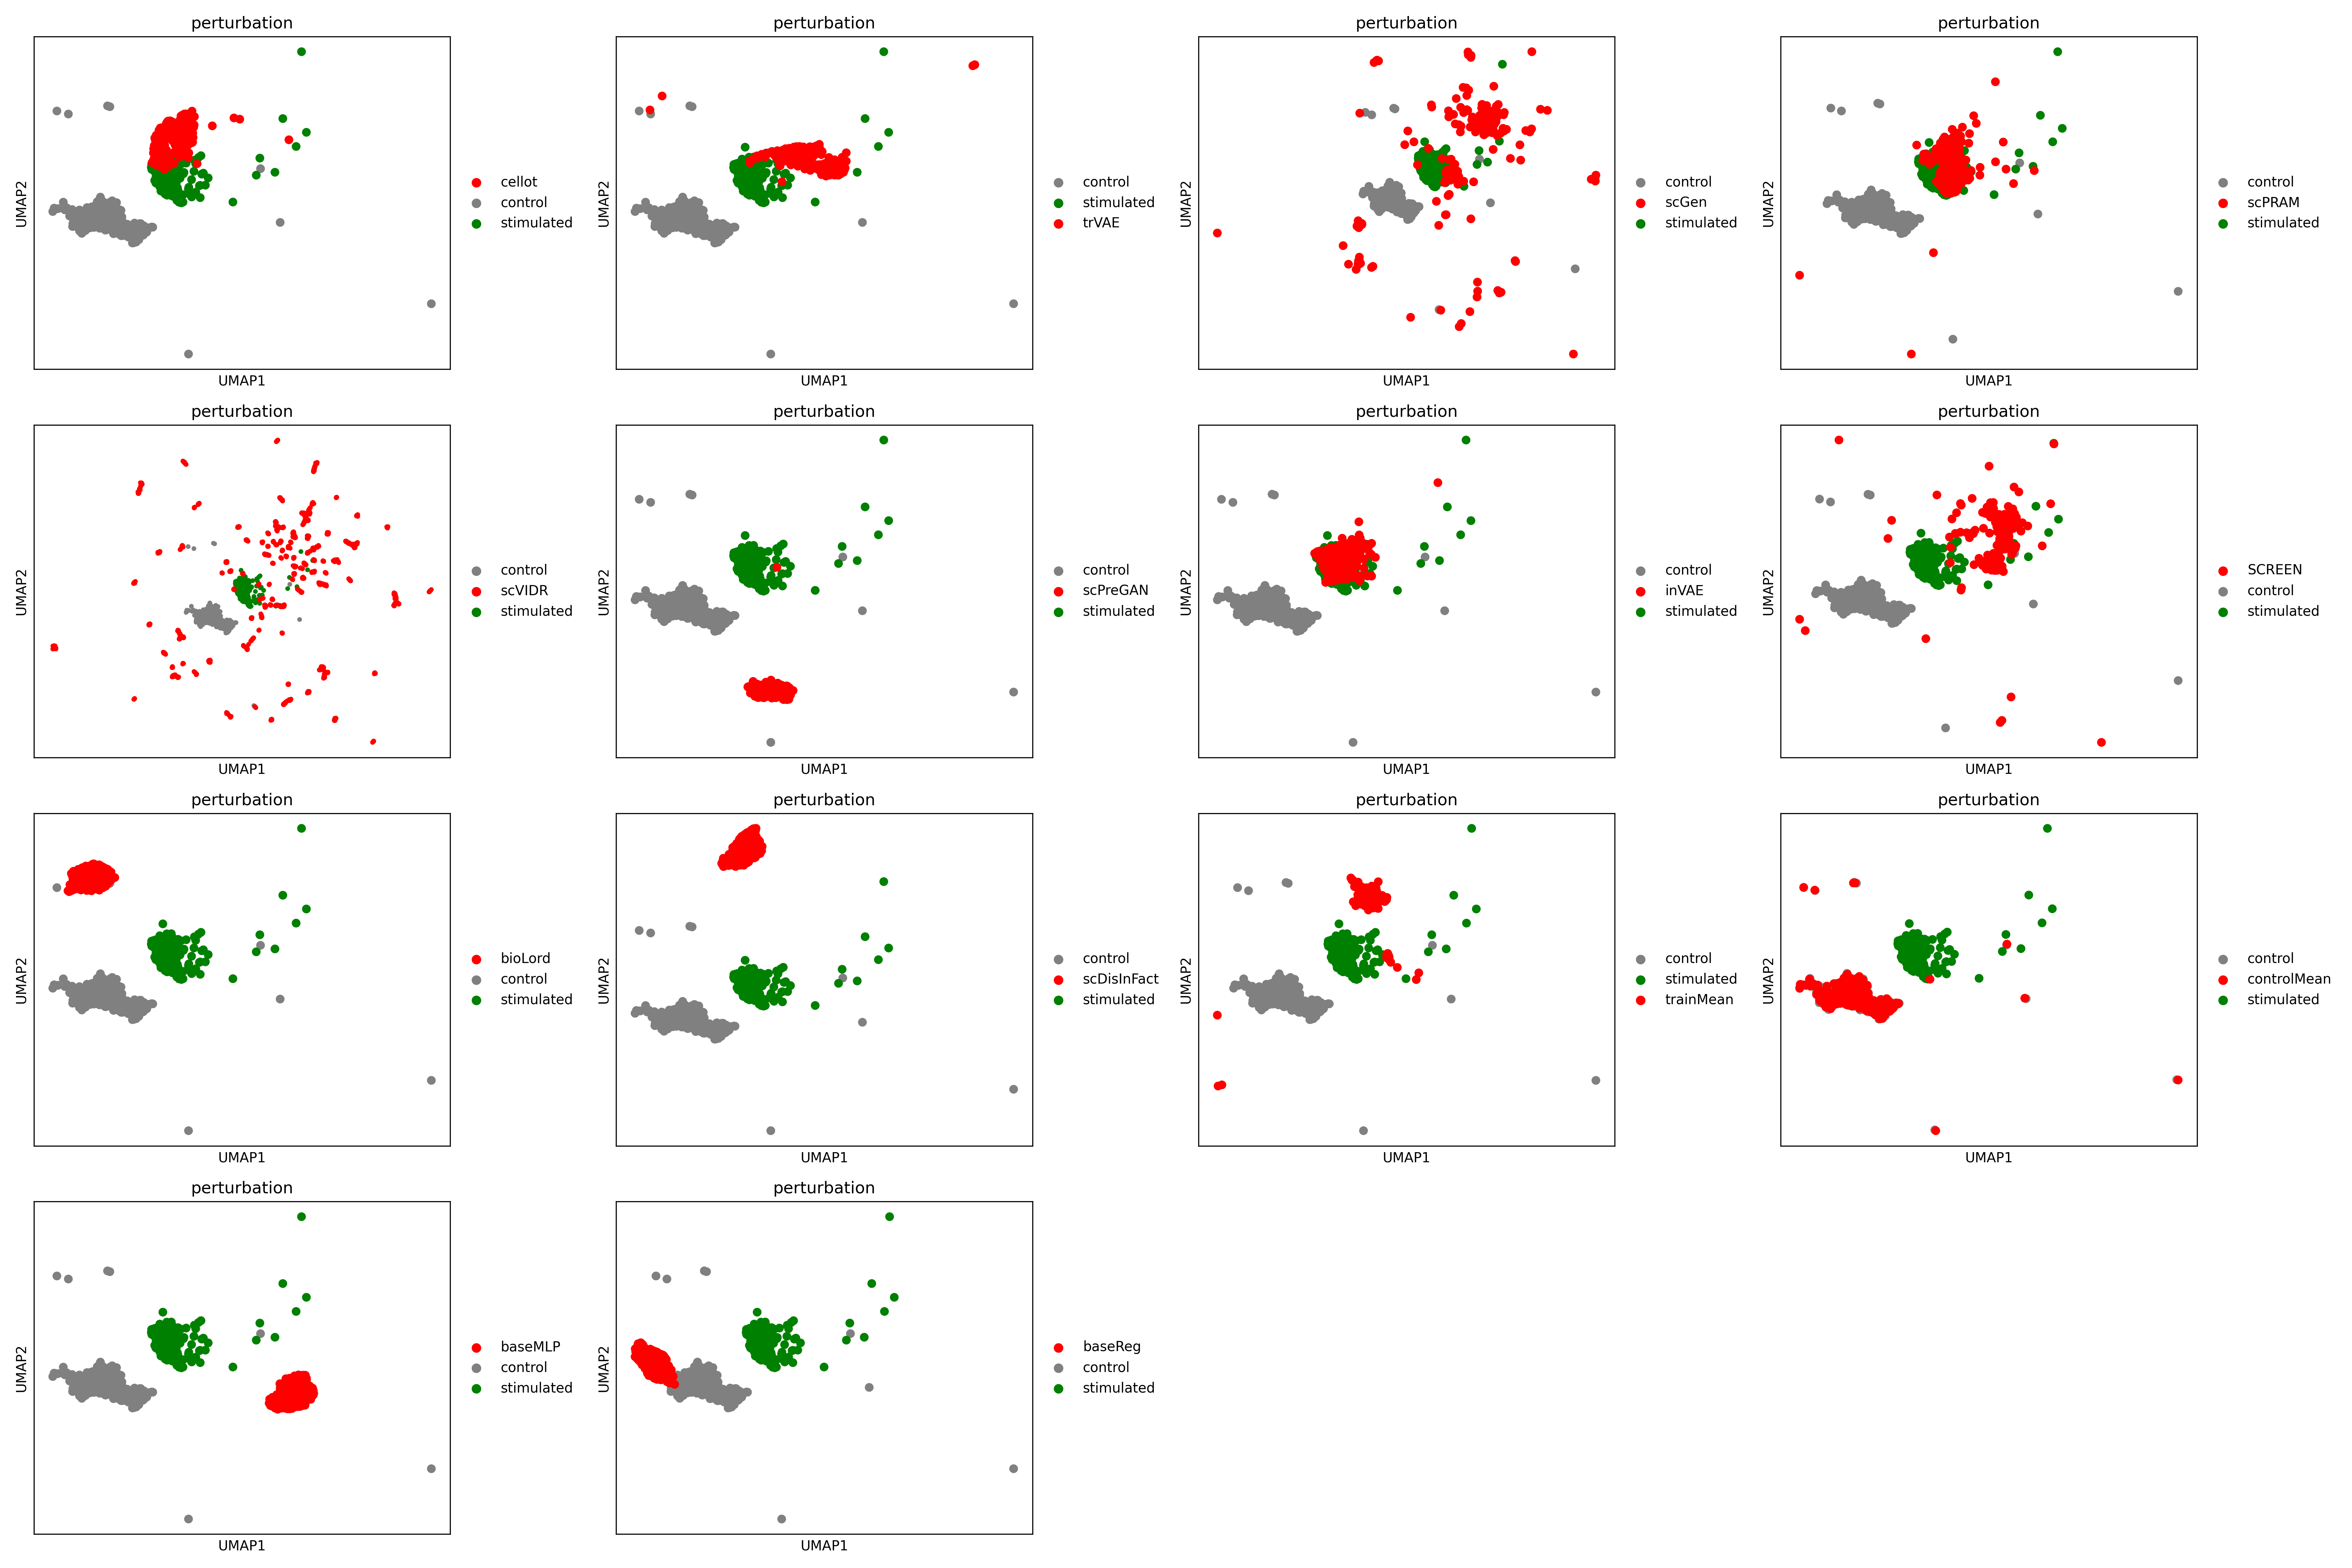 perturbation
UMAP2
UMAP1
cellot
control
stimulated
perturbation
UMAP2
UMAP1
control
stimulated
trVAE
perturbation
UMAP2
UMAP1
control
scGen
stimulated
perturbation
UMAP2
UMAP1
control
scPRAM
stimulated
perturbation
UMAP2
UMAP1
control
scVIDR
stimulated
perturbation
UMAP2
UMAP1
control
scPreGAN
stimulated
perturbation
UMAP2
UMAP1
control
inVAE
stimulated
perturbation
UMAP2
UMAP1
SCREEN
control
stimulated
perturbation
UMAP2
UMAP1
bioLord
control
stimulated
perturbation
UMAP2
UMAP1
control
scDisInFact
stimulated
perturbation
UMAP2
UMAP1
control
stimulated
trainMean
perturbation
UMAP2
UMAP1
control
controlMean
stimulated
perturbation
UMAP2
UMAP1
baseMLP
control
stimulated
perturbation
UMAP2
UMAP1
baseReg
control
stimulated